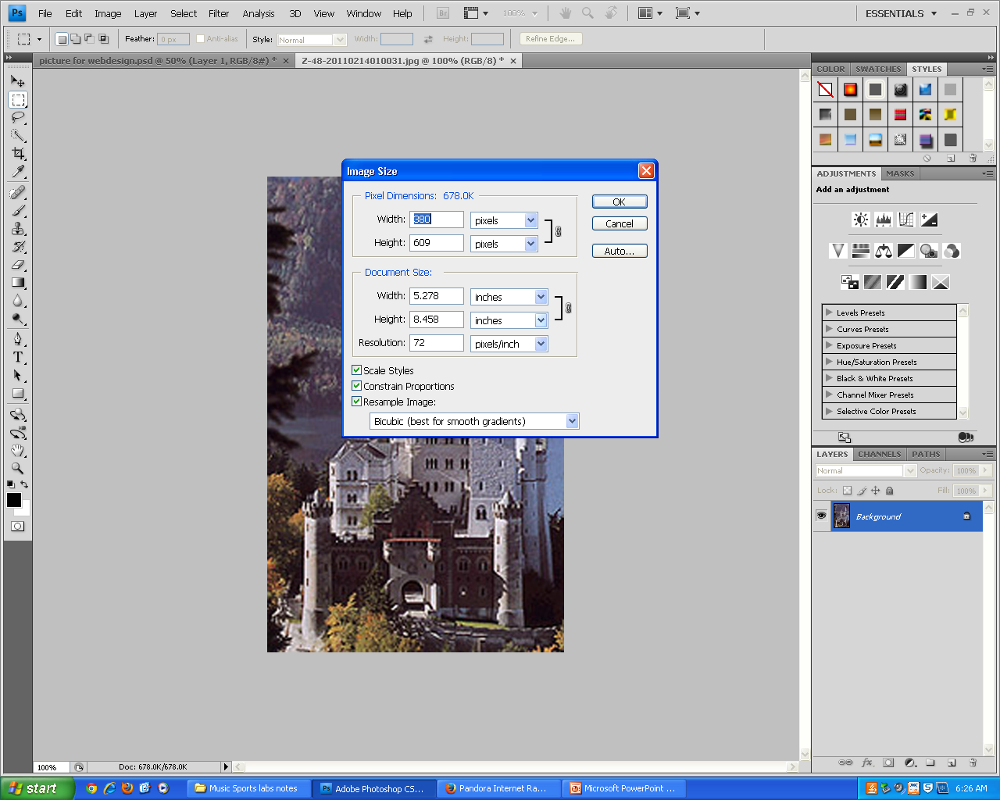 Ps File Edit Image Layer Select Filter Analysis 3D View Window Help Br 100% ESSENTIALS
Feather: 0 px Anti-alias Style: Normal Width: Height: Refine Edge...
picture for webdesign.psd @ 50% (Layer 1, RGB/8#) * × Z-48-20110214010031.jpg @ 100% (RGB/8) * ×
COLOR SWATCHES STYLES
ADJUSTMENTS MASKS
Add an adjustment
Levels Presets
Curves Presets
Exposure Presets
Hue/Saturation Presets
Black & White Presets
Channel Mixer Presets
Selective Color Presets
LAYERS CHANNELS PATHS
Normal Opacity: 100%
Lock: Fill: 100%
Background
Image Size
Pixel Dimensions: 678.0K
Width: 380 pixels
Height: 609 pixels
OK
Cancel
Auto...
Document Size:
Width: 5.278 inches
Height: 8.458 inches
Resolution: 72 pixels/inch
Scale Styles
Constrain Proportions
Resample Image:
Bicubic (best for smooth gradients)
T
100% Doc: 678.0K/678.0K
start Music Sports labs notes Ps Adobe Photoshop CS... Pandora Internet Ra... Microsoft PowerPoint ... 6:26 AM